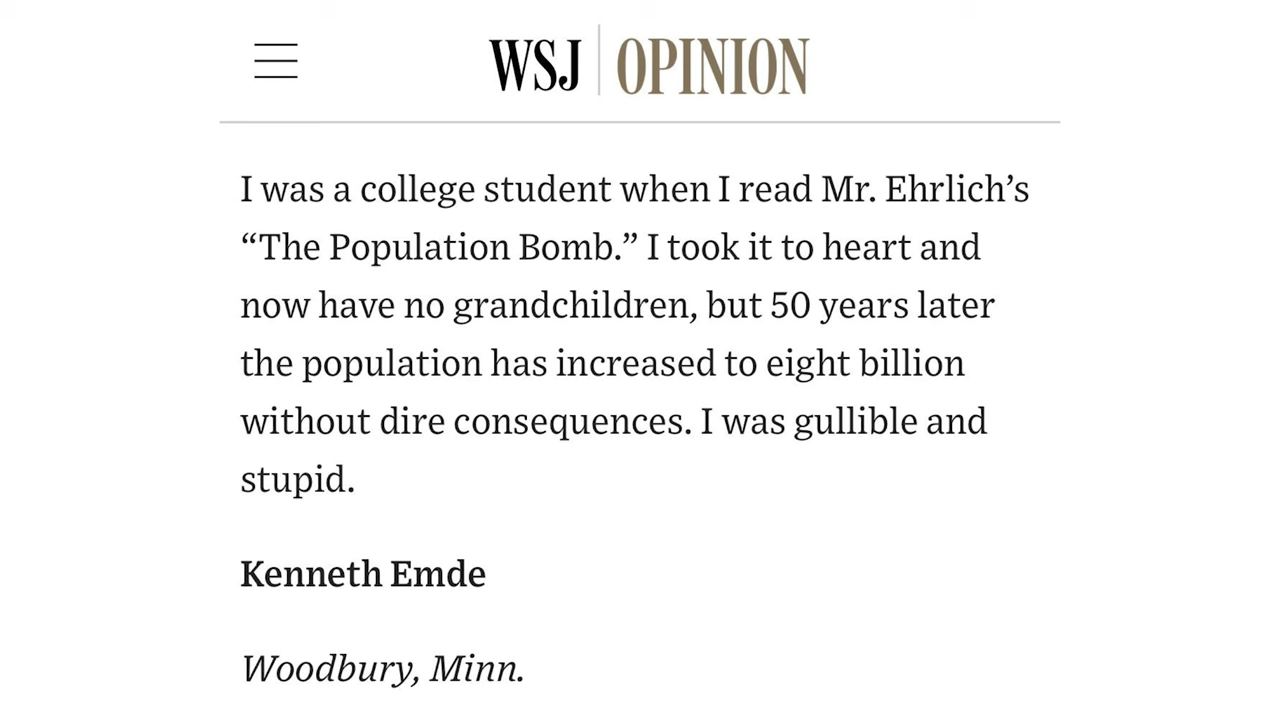 WSJ | OPINION
I was a college student when I read Mr. Ehrlich’s
“The Population Bomb.” I took it to heart and
now have no grandchildren, but 50 years later
the population has increased to eight billion
without dire consequences. I was gullible and
stupid.
Kenneth Emde
Woodbury, Minn.